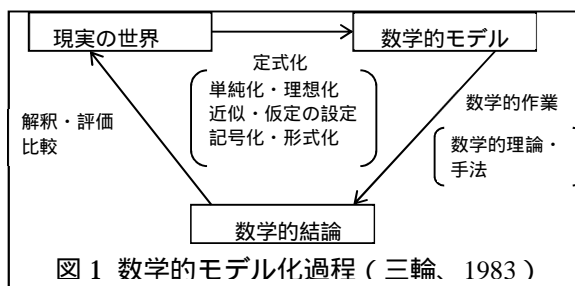 現実の世界
数学的モデル
定式化
単純化・理想化
近似・仮定の設定
記号化・形式化
数学的作業
数学的理論・
手法
解釈・評価
比較
数学的結論
図 1 数学的モデル化過程（三輪、1983）